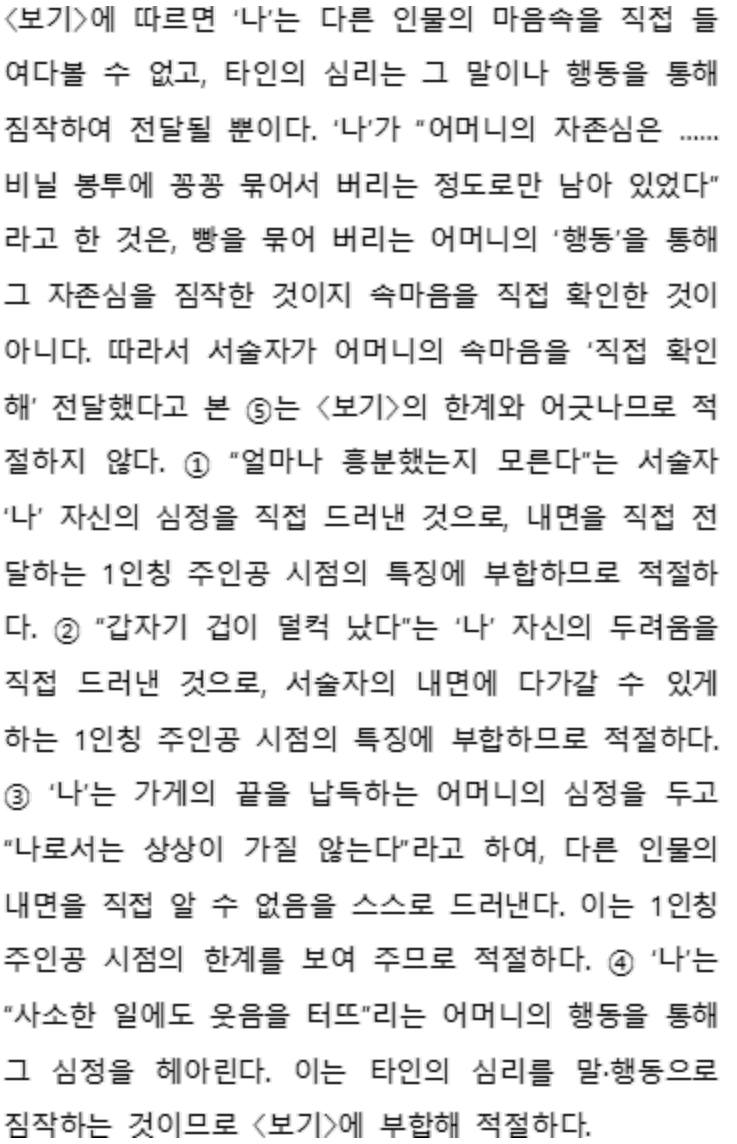 〈보기〉에 따르면 ‘나’는 다른 인물의 마음속을 직접 들
여다볼 수 없고, 타인의 심리는 그 말이나 행동을 통해
짐작하여 전달될 뿐이다. ‘나’가 “어머니의 자존심은 ……
비닐 봉투에 꽁꽁 묶어서 버리는 정도로만 남아 있었다”
라고 한 것은, 빵을 묶어 버리는 어머니의 ‘행동’을 통해
그 자존심을 짐작한 것이지 속마음을 직접 확인한 것이
아니다. 따라서 서술자가 어머니의 속마음을 ‘직접 확인
해’ 전달했다고 본 ⑤는 〈보기〉의 한계와 어긋나므로 적
절하지 않다. ① “얼마나 흥분했는지 모른다”는 서술자
‘나’ 자신의 심정을 직접 드러낸 것으로, 내면을 직접 전
달하는 1인칭 주인공 시점의 특징에 부합하므로 적절하
다. ② “갑자기 겁이 덜컥 났다”는 ‘나’ 자신의 두려움을
직접 드러낸 것으로, 서술자의 내면에 다가갈 수 있게
하는 1인칭 주인공 시점의 특징에 부합하므로 적절하다.
③ ‘나’는 가게의 끝을 납득하는 어머니의 심정을 두고
“나로서는 상상이 가질 않는다”라고 하여, 다른 인물의
내면을 직접 알 수 없음을 스스로 드러낸다. 이는 1인칭
주인공 시점의 한계를 보여 주므로 적절하다. ④ ‘나’는
“사소한 일에도 웃음을 터뜨”리는 어머니의 행동을 통해
그 심정을 헤아린다. 이는 타인의 심리를 말·행동으로
짐작하는 것이므로 〈보기〉에 부합해 적절하다.